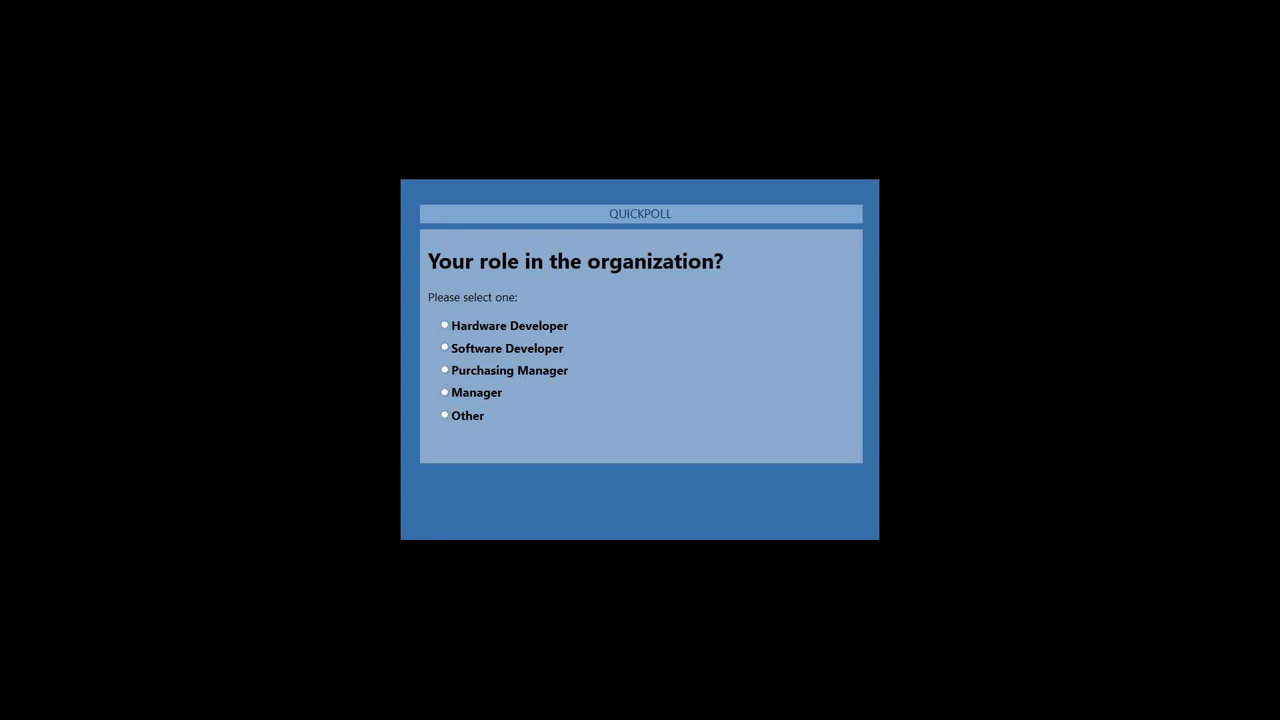 QUICKPOLL
Your role in the organization?
Please select one:
Hardware Developer
Software Developer
Purchasing Manager
Manager
Other